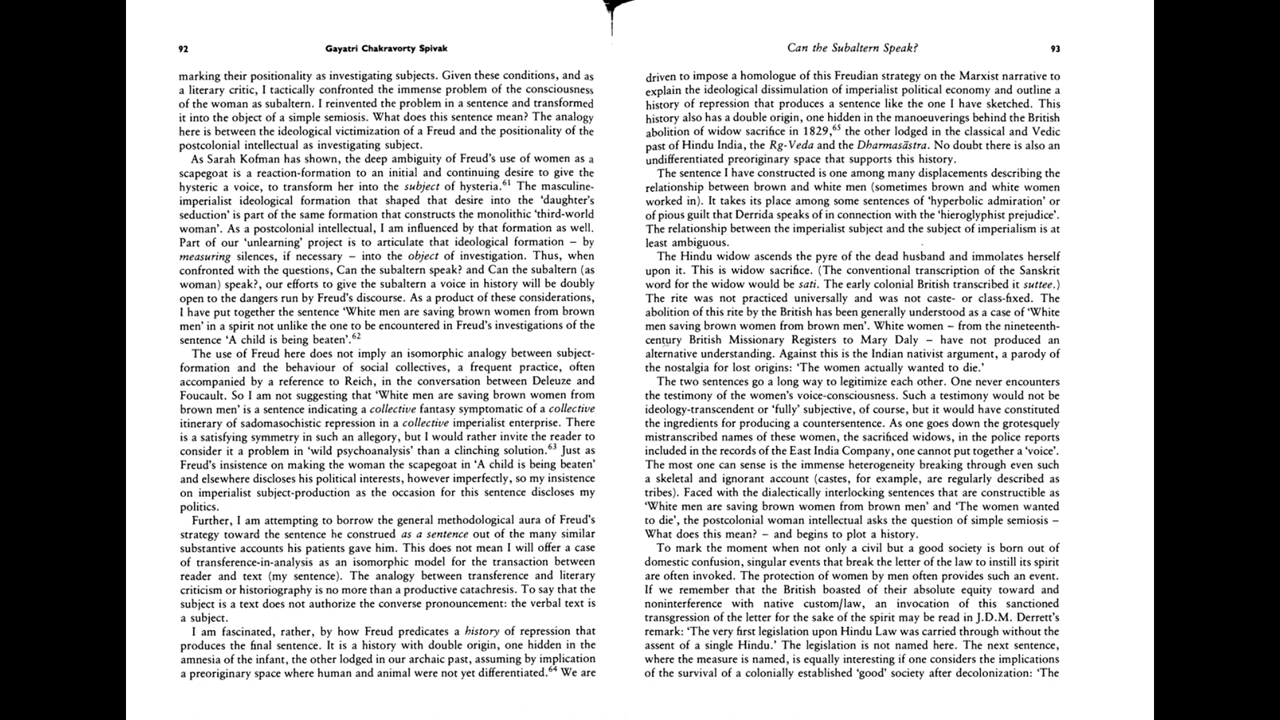 92
Gayatri Chakravorty Spivak
marking their positionality as investigating subjects. Given these conditions, and as
a literary critic, I tactically confronted the immense problem of the consciousness
of the woman as subaltern. I reinvented the problem in a sentence and transformed
it into the object of a simple semiosis. What does this sentence mean? The analogy
here is between the ideological victimization of a Freud and the positionality of the
postcolonial intellectual as investigating subject.
As Sarah Kofman has shown, the deep ambiguity of Freud's use of women as a
scapegoat is a reaction-formation to an initial and continuing desire to give the
hysteric a voice, to transform her into the subject of hysteria.61 The masculine-
imperialist ideological formation that shaped that desire into the 'daughter's
seduction' is part of the same formation that constructs the monolithic 'third-world
woman'. As a postcolonial intellectual, I am influenced by that formation as well.
Part of our 'unlearning' project is to articulate that ideological formation – by
measuring silences, if necessary – into the object of investigation. Thus, when
confronted with the questions, Can the subaltern speak? and Can the subaltern (as
woman) speak?, our efforts to give the subaltern a voice in history will be doubly
open to the dangers run by Freud's discourse. As a product of these considerations,
I have put together the sentence 'White men are saving brown women from brown
men' in a spirit not unlike the one to be encountered in Freud's investigations of the
sentence 'A child is being beaten'.62
The use of Freud here does not imply an isomorphic analogy between subject-
formation and the behaviour of social collectives, a frequent practice, often
accompanied by a reference to Reich, in the conversation between Deleuze and
Foucault. So I am not suggesting that 'White men are saving brown women from
brown men' is a sentence indicating a collective fantasy symptomatic of a collective
itinerary of sadomasochistic repression in a collective imperialist enterprise. There
is a satisfying symmetry in such an allegory, but I would rather invite the reader to
consider it a problem in 'wild psychoanalysis' than a clinching solution.63 Just as
Freud's insistence on making the woman the scapegoat in 'A child is being beaten'
and elsewhere discloses his political interests, however imperfectly, so my insistence
on imperialist subject-production as the occasion for this sentence discloses my
politics.
Further, I am attempting to borrow the general methodological aura of Freud's
strategy toward the sentence he construed as a sentence out of the many similar
substantive accounts his patients gave him. This does not mean I will offer a case
of transference-in-analysis as an isomorphic model for the transaction between
reader and text (my sentence). The analogy between transference and literary
criticism or historiography is no more than a productive catachresis. To say that the
subject is a text does not authorize the converse pronouncement: the verbal text is
a subject.
I am fascinated, rather, by how Freud predicates a history of repression that
produces the final sentence. It is a history with double origin, one hidden in the
amnesia of the infant, the other lodged in our archaic past, assuming by implication
a preoriginary space where human and animal were not yet differentiated.64 We are
Can the Subaltern Speak?
93
driven to impose a homologue of this Freudian strategy on the Marxist narrative to
explain the ideological dissimulation of imperialist political economy and outline a
history of repression that produces a sentence like the one I have sketched. This
history also has a double origin, one hidden in the manoeuverings behind the British
abolition of widow sacrifice in 1829,65 the other lodged in the classical and Vedic
past of Hindu India, the Rg-Veda and the Dharmasāstra. No doubt there is also an
undifferentiated preoriginary space that supports this history.
The sentence I have constructed is one among many displacements describing the
relationship between brown and white men (sometimes brown and white women
worked in). It takes its place among some sentences of 'hyperbolic admiration' or
of pious guilt that Derrida speaks of in connection with the 'hieroglyphist prejudice'.
The relationship between the imperialist subject and the subject of imperialism is at
least ambiguous.
The Hindu widow ascends the pyre of the dead husband and immolates herself
upon it. This is widow sacrifice. (The conventional transcription of the Sanskrit
word for the widow would be sati. The early colonial British transcribed it suttee.)
The rite was not practiced universally and was not caste- or class-fixed. The
abolition of this rite by the British has been generally understood as a case of 'White
men saving brown women from brown men'. White women – from the nineteenth-
century British Missionary Registers to Mary Daly – have not produced an
alternative understanding. Against this is the Indian nativist argument, a parody of
the nostalgia for lost origins: 'The women actually wanted to die.'
The two sentences go a long way to legitimize each other. One never encounters
the testimony of the women's voice-consciousness. Such a testimony would not be
ideology-transcendent or 'fully' subjective, of course, but it would have constituted
the ingredients for producing a countersentence. As one goes down the grotesquely
mistranscribed names of these women, the sacrificed widows, in the police reports
included in the records of the East India Company, one cannot put together a 'voice'.
The most one can sense is the immense heterogeneity breaking through even such
a skeletal and ignorant account (castes, for example, are regularly described as
tribes). Faced with the dialectically interlocking sentences that are constructible as
'White men are saving brown women from brown men' and 'The women wanted
to die', the postcolonial woman intellectual asks the question of simple semiosis –
What does this mean? – and begins to plot a history.
To mark the moment when not only a civil but a good society is born out of
domestic confusion, singular events that break the letter of the law to instill its spirit
are often invoked. The protection of women by men often provides such an event.
If we remember that the British boasted of their absolute equity toward and
noninterference with native custom/law, an invocation of this sanctioned
transgression of the letter for the sake of the spirit may be read in J.D.M. Derrett's
remark: 'The very first legislation upon Hindu Law was carried through without the
assent of a single Hindu.' The legislation is not named here. The next sentence,
where the measure is named, is equally interesting if one considers the implications
of the survival of a colonially established 'good' society after decolonization: 'The